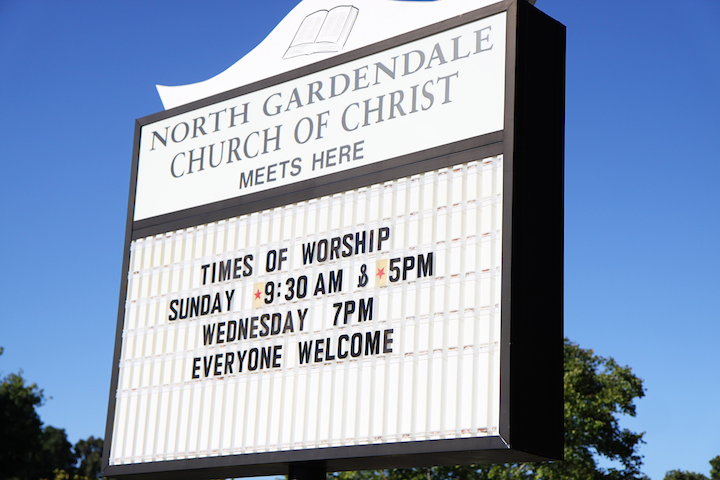 NORTH GARDENDALE
CHURCH OF CHRIST
MEETS HERE
TIMES OF WORSHIP
SUNDAY ★9:30 AM & ★5PM
WEDNESDAY 7PM
EVERYONE WELCOME